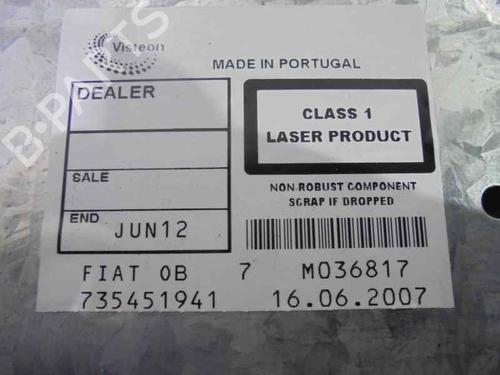 Visteon
MADE IN PORTUGAL
DEALER
CLASS 1
LASER PRODUCT
SALE
NON-ROBUST COMPONENT
SCRAP IF DROPPED
END JUN12
FIAT OB 7 M036817
735451941 16.06.2007
B-PARTS